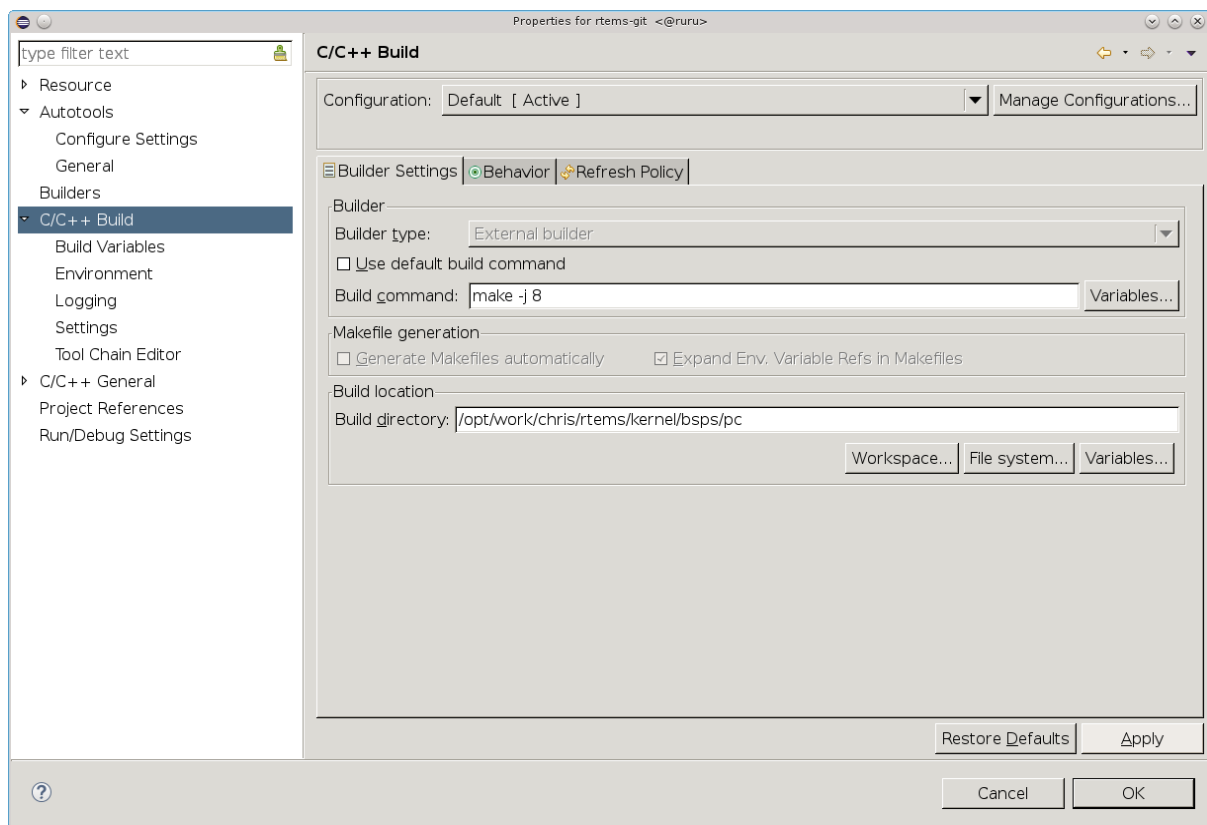 Properties for rtems-git <@ruru>
type filter text
Resource
Autotools
Configure Settings
General
Builders
C/C++ Build
Build Variables
Environment
Logging
Settings
Tool Chain Editor
C/C++ General
Project References
Run/Debug Settings
C/C++ Build
Configuration: Default [ Active ] Manage Configurations...
Builder Settings Behavior Refresh Policy
Builder
Builder type: External builder
Use default build command
Build command: make -j 8 Variables...
Makefile generation
Generate Makefiles automatically Expand Env. Variable Refs in Makefiles
Build location
Build directory: /opt/work/chris/rtems/kernel/bsps/pc
Workspace... File system... Variables...
Restore Defaults Apply
Cancel OK